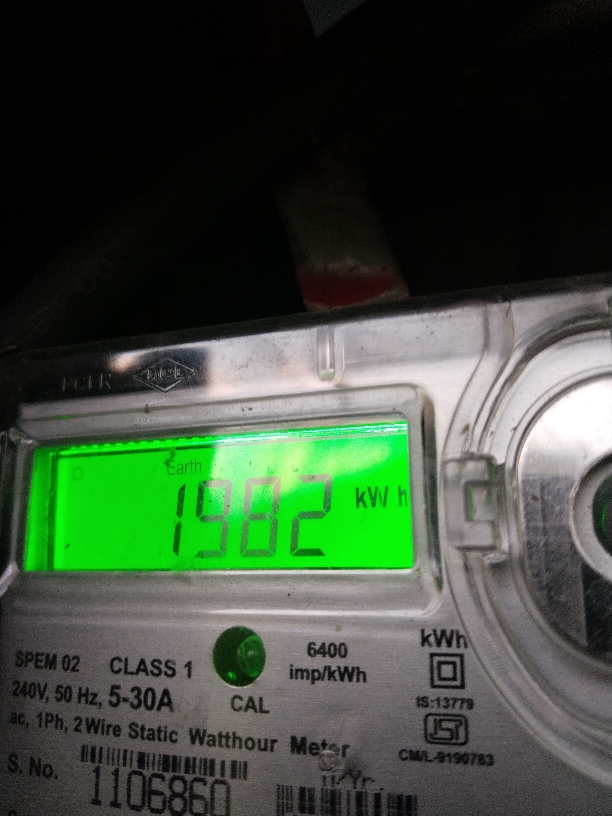 Earth
1982 kWh
6400
imp/kWh
kWh
SPEM 02 CLASS 1
240V, 50 Hz, 5-30A
CAL
IS:13779
ac, 1Ph, 2 Wire Static Watthour Meter
CM/L-9190783
S. No.
1106860